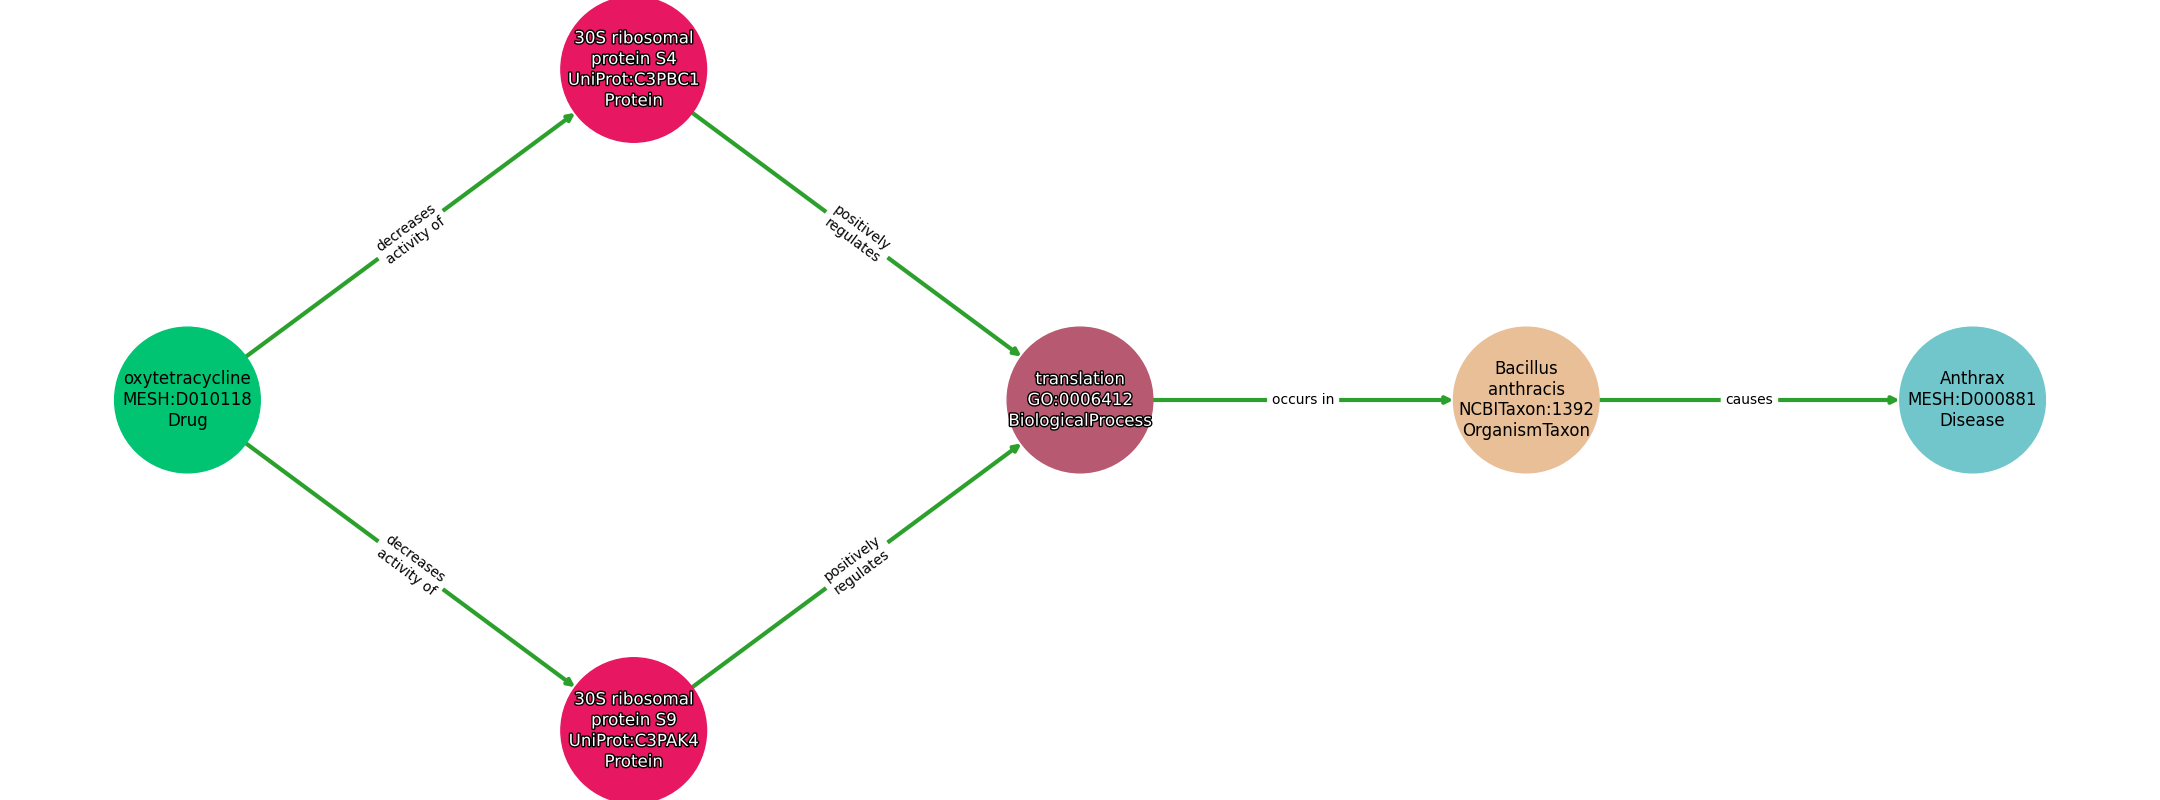 30S ribosomal
protein S4
UniProt:C3PBC1
Protein
decreases
activity of
positively
regulates
oxytetracycline
MESH:D010118
Drug
translation
GO:0006412
BiologicalProcess
occurs in
Bacillus
anthracis
NCBITaxon:1392
OrganismTaxon
causes
Anthrax
MESH:D000881
Disease
decreases
activity of
positively
regulates
30S ribosomal
protein S9
UniProt:C3PAK4
Protein